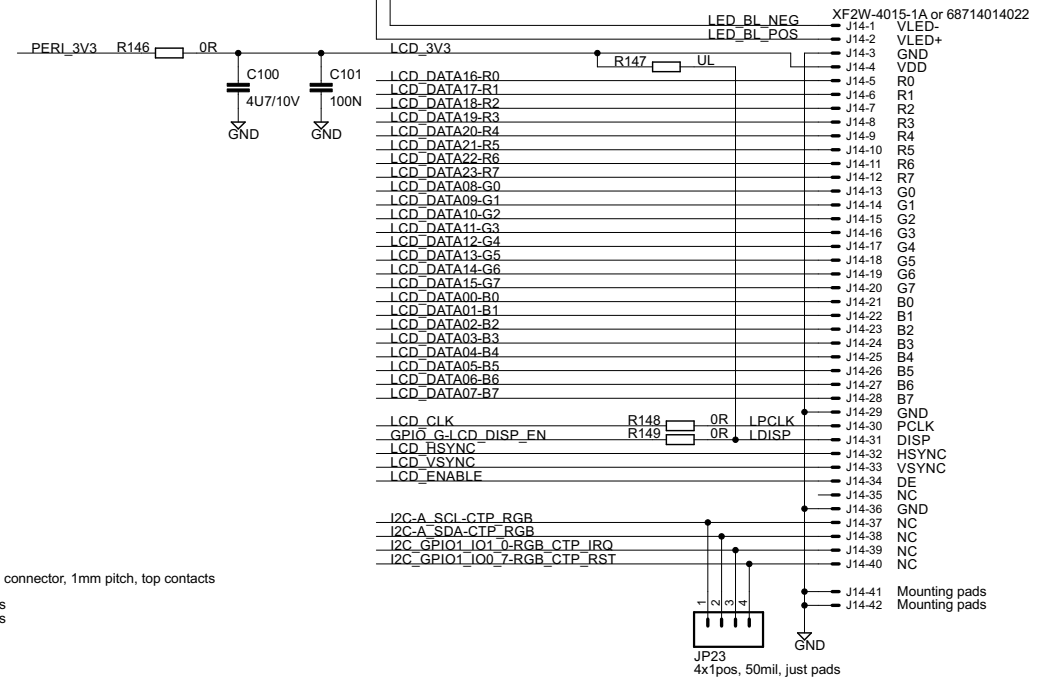 XF2W-4015-1A or 68714014022
LED_BL_NEG J14-1 VLED-
LED_BL_POS J14-2 VLED+
PERI_3V3 R146 0R LCD_3V3 J14-3 GND
R147 UL J14-4 VDD
C100 C101
4U7/10V 100N
GND GND
LCD_DATA16-R0 J14-5 R0
LCD_DATA17-R1 J14-6 R1
LCD_DATA18-R2 J14-7 R2
LCD_DATA19-R3 J14-8 R3
LCD_DATA20-R4 J14-9 R4
LCD_DATA21-R5 J14-10 R5
LCD_DATA22-R6 J14-11 R6
LCD_DATA23-R7 J14-12 R7
LCD_DATA08-G0 J14-13 G0
LCD_DATA09-G1 J14-14 G1
LCD_DATA10-G2 J14-15 G2
LCD_DATA11-G3 J14-16 G3
LCD_DATA12-G4 J14-17 G4
LCD_DATA13-G5 J14-18 G5
LCD_DATA14-G6 J14-19 G6
LCD_DATA15-G7 J14-20 G7
LCD_DATA00-B0 J14-21 B0
LCD_DATA01-B1 J14-22 B1
LCD_DATA02-B2 J14-23 B2
LCD_DATA03-B3 J14-24 B3
LCD_DATA04-B4 J14-25 B4
LCD_DATA05-B5 J14-26 B5
LCD_DATA06-B6 J14-27 B6
LCD_DATA07-B7 J14-28 B7
J14-29 GND
LCD_CLK R148 0R LPCLK J14-30 PCLK
GPIO_G-LCD_DISP_EN R149 0R LDISP J14-31 DISP
LCD_HSYNC J14-32 HSYNC
LCD_VSYNC J14-33 VSYNC
LCD_ENABLE J14-34 DE
J14-35 NC
J14-36 GND
I2C-A_SCL-CTP_RGB J14-37 NC
I2C-A_SDA-CTP_RGB J14-38 NC
I2C_GPIO1_IO1_0-RGB_CTP_IRQ J14-39 NC
I2C_GPIO1_IO0_7-RGB_CTP_RST J14-40 NC
connector, 1mm pitch, top contacts
s
s
J14-41 Mounting pads
J14-42 Mounting pads
1 2 3 4
GND
JP23
4x1pos, 50mil, just pads